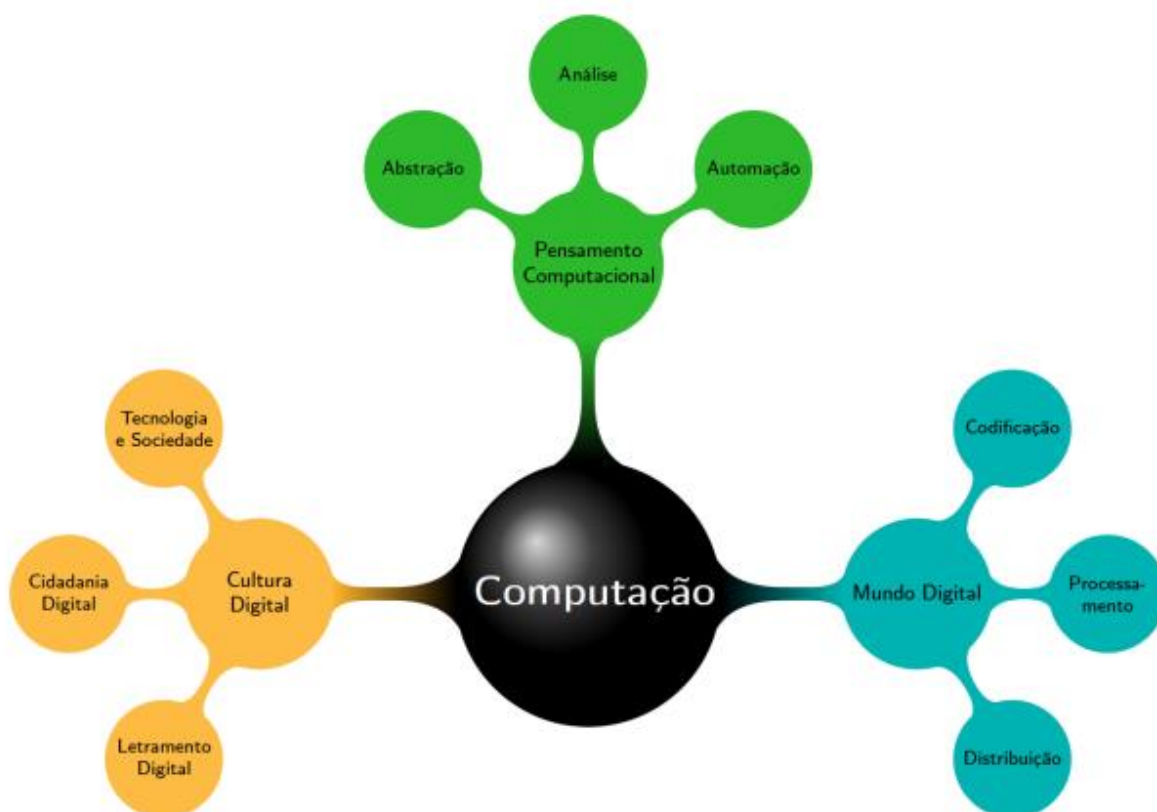 Análise
Abstração
Automação
Pensamento
Computacional
Tecnologia
e Sociedade
Codificação
Cidadania
Digital
Cultura
Digital
Computação
Mundo Digital
Processa-
mento
Letramento
Digital
Distribuição